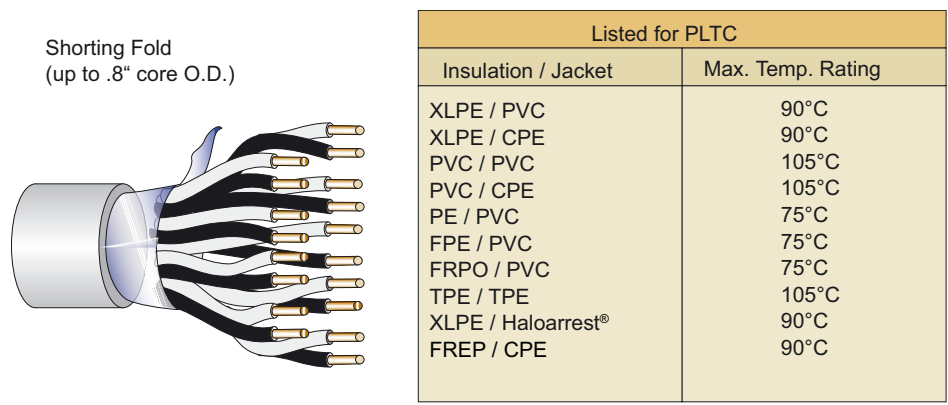 Shorting Fold
(up to .8“ core O.D.)
Listed for PLTC
Insulation / Jacket Max. Temp. Rating
XLPE / PVC 90°C
XLPE / CPE 90°C
PVC / PVC 105°C
PVC / CPE 105°C
PE / PVC 75°C
FPE / PVC 75°C
FRPO / PVC 75°C
TPE / TPE 105°C
XLPE / Haloarrest® 90°C
FREP / CPE 90°C